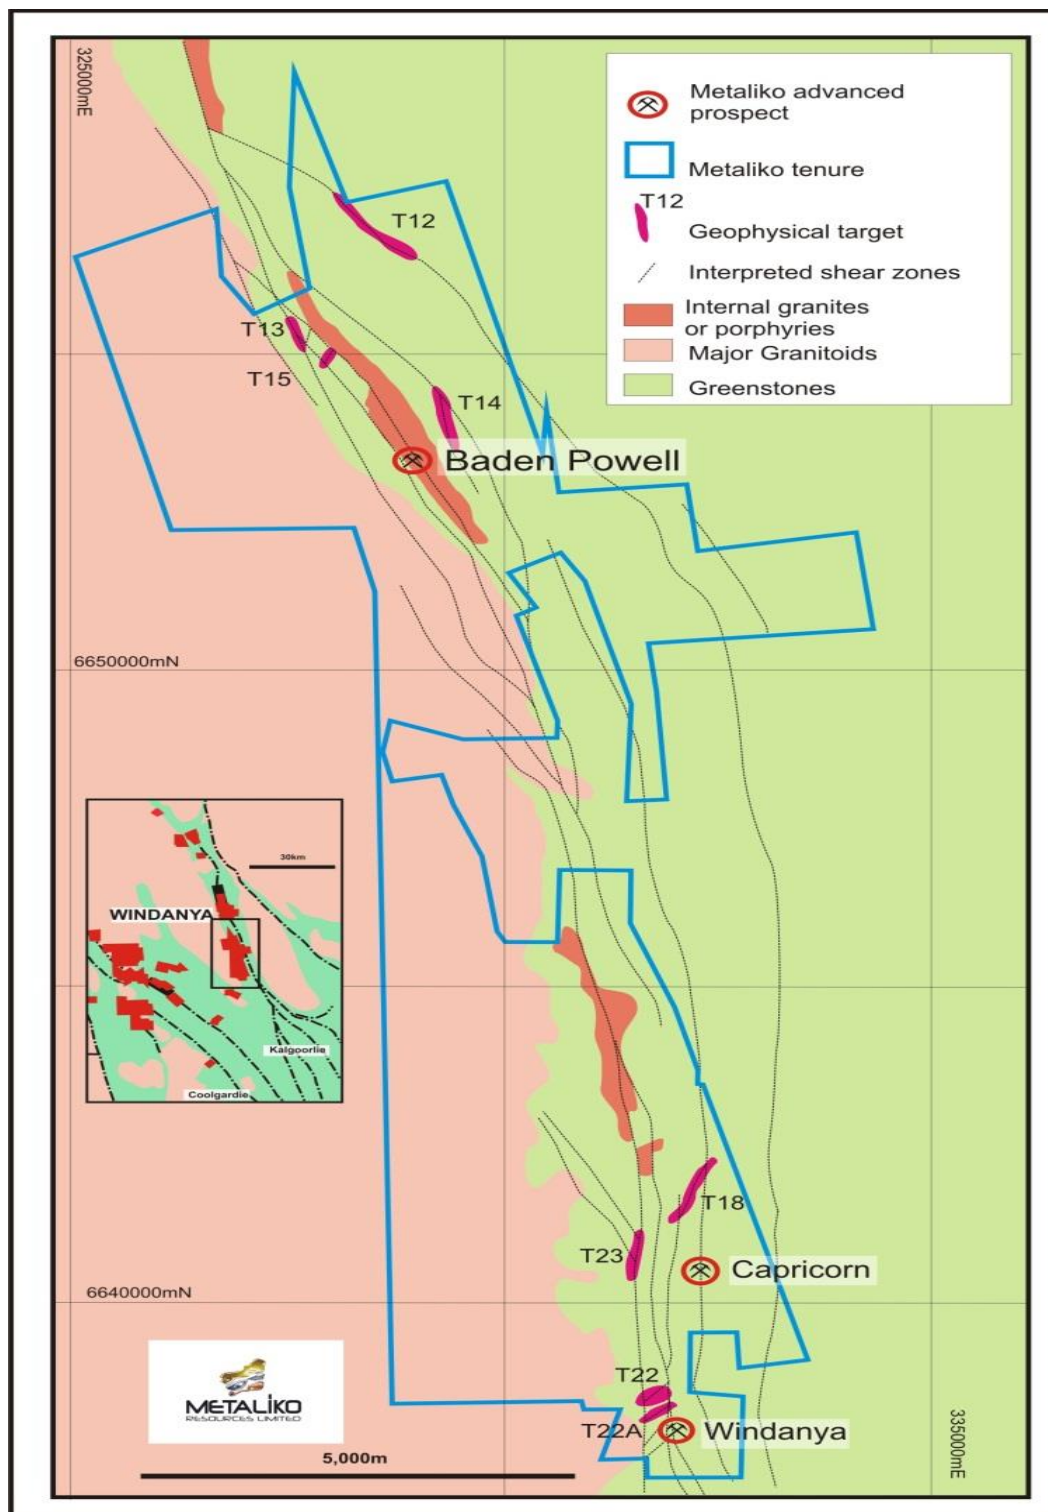 325000mE
Metaliko advanced
prospect
Metaliko tenure
T12
Geophysical target
Interpreted shear zones
Internal granites
or porphyries
Major Granitoids
Greenstones
T12
T13
T15
T14
Baden Powell
6650000mN
30km
WINDANYA
Kalgoorlie
Coolgardie
T18
T23
Capricorn
6640000mN
T22
T22A
Windanya
METALİKO
RESOURCES LIMITED
5,000m
335000mE